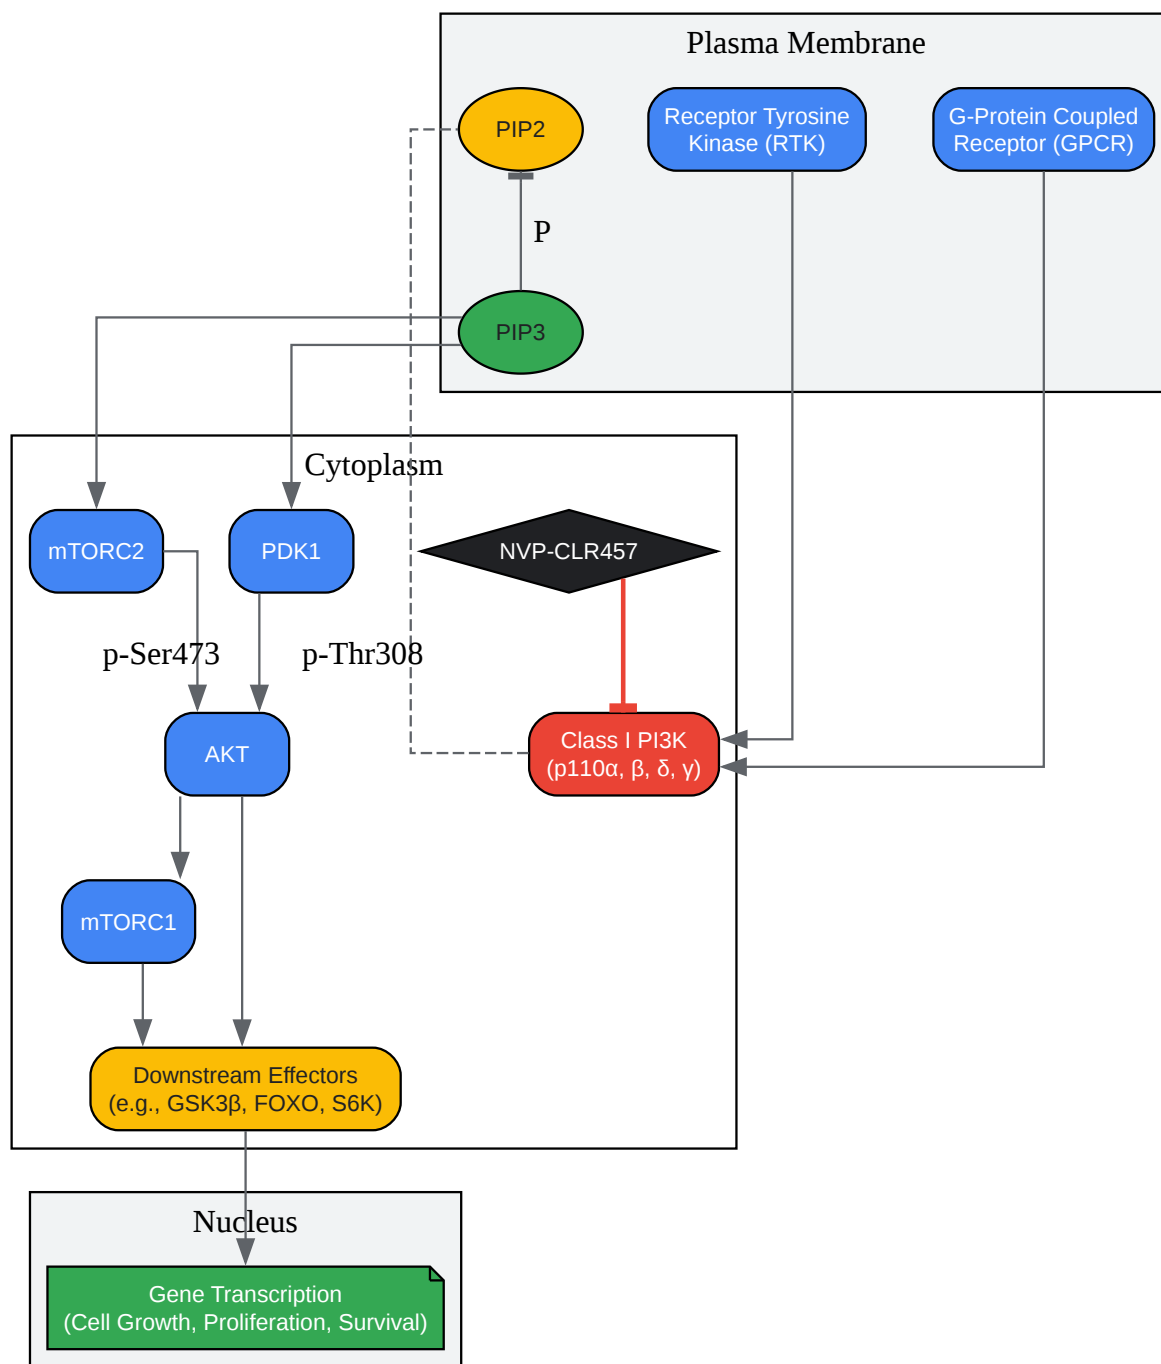 Plasma Membrane
PIP2
Receptor Tyrosine
Kinase (RTK)
G-Protein Coupled
Receptor (GPCR)
P
PIP3
Cytoplasm
mTORC2
PDK1
NVP-CLR457
p-Ser473
p-Thr308
AKT
Class I PI3K
(p110α, β, δ, γ)
mTORC1
Downstream Effectors
(e.g., GSK3β, FOXO, S6K)
Nucleus
Gene Transcription
(Cell Growth, Proliferation, Survival)